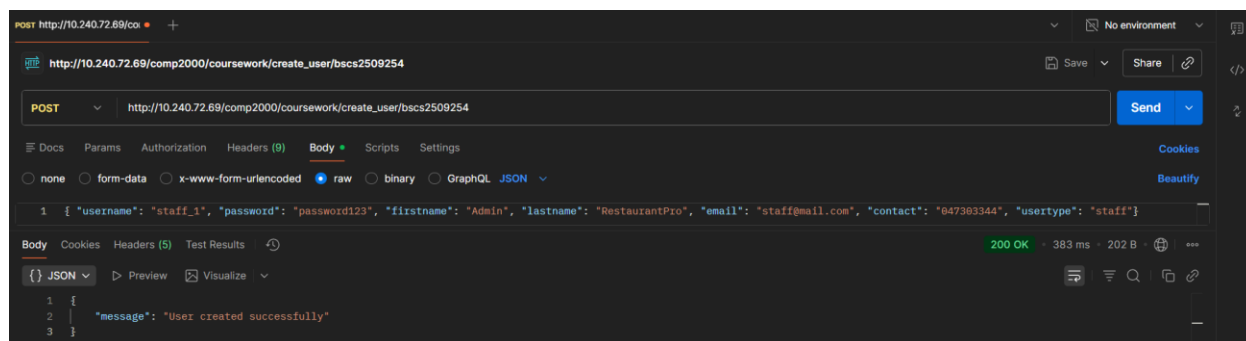 POST http://10.240.72.69/coi
No environment
HTTP http://10.240.72.69/comp2000/coursework/create_user/bscs2509254
Save Share
POST http://10.240.72.69/comp2000/coursework/create_user/bscs2509254 Send
Docs Params Authorization Headers (9) Body Scripts Settings Cookies
none form-data x-www-form-urlencoded raw binary GraphQL JSON Beautify
1 { "username": "staff_1", "password": "password123", "firstname": "Admin", "lastname": "RestaurantPro", "email": "staff@mail.com", "contact": "047303344", "usertype": "staff"}
Body Cookies Headers (5) Test Results 200 OK 383 ms 202 B
{} JSON Preview Visualize
1 {
2 "message": "User created successfully"
3 }